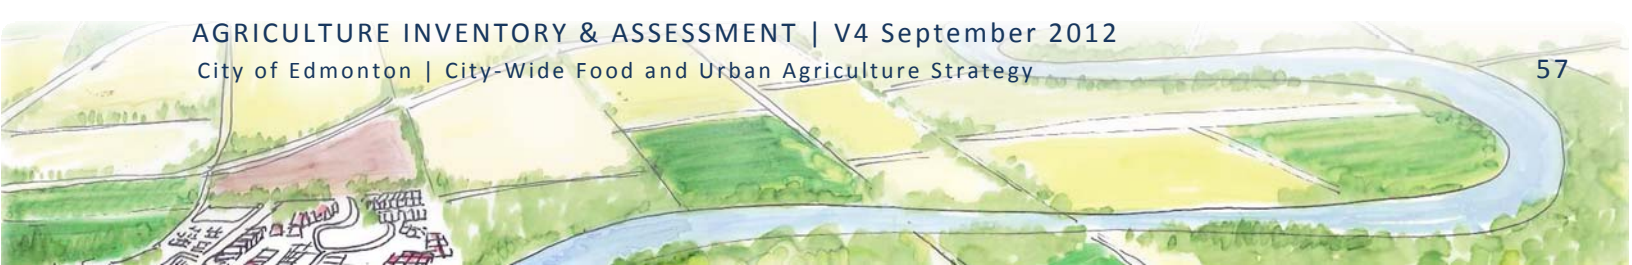 AGRICULTURE INVENTORY & ASSESSMENT | V4 September 2012
City of Edmonton | City-Wide Food and Urban Agriculture Strategy 57